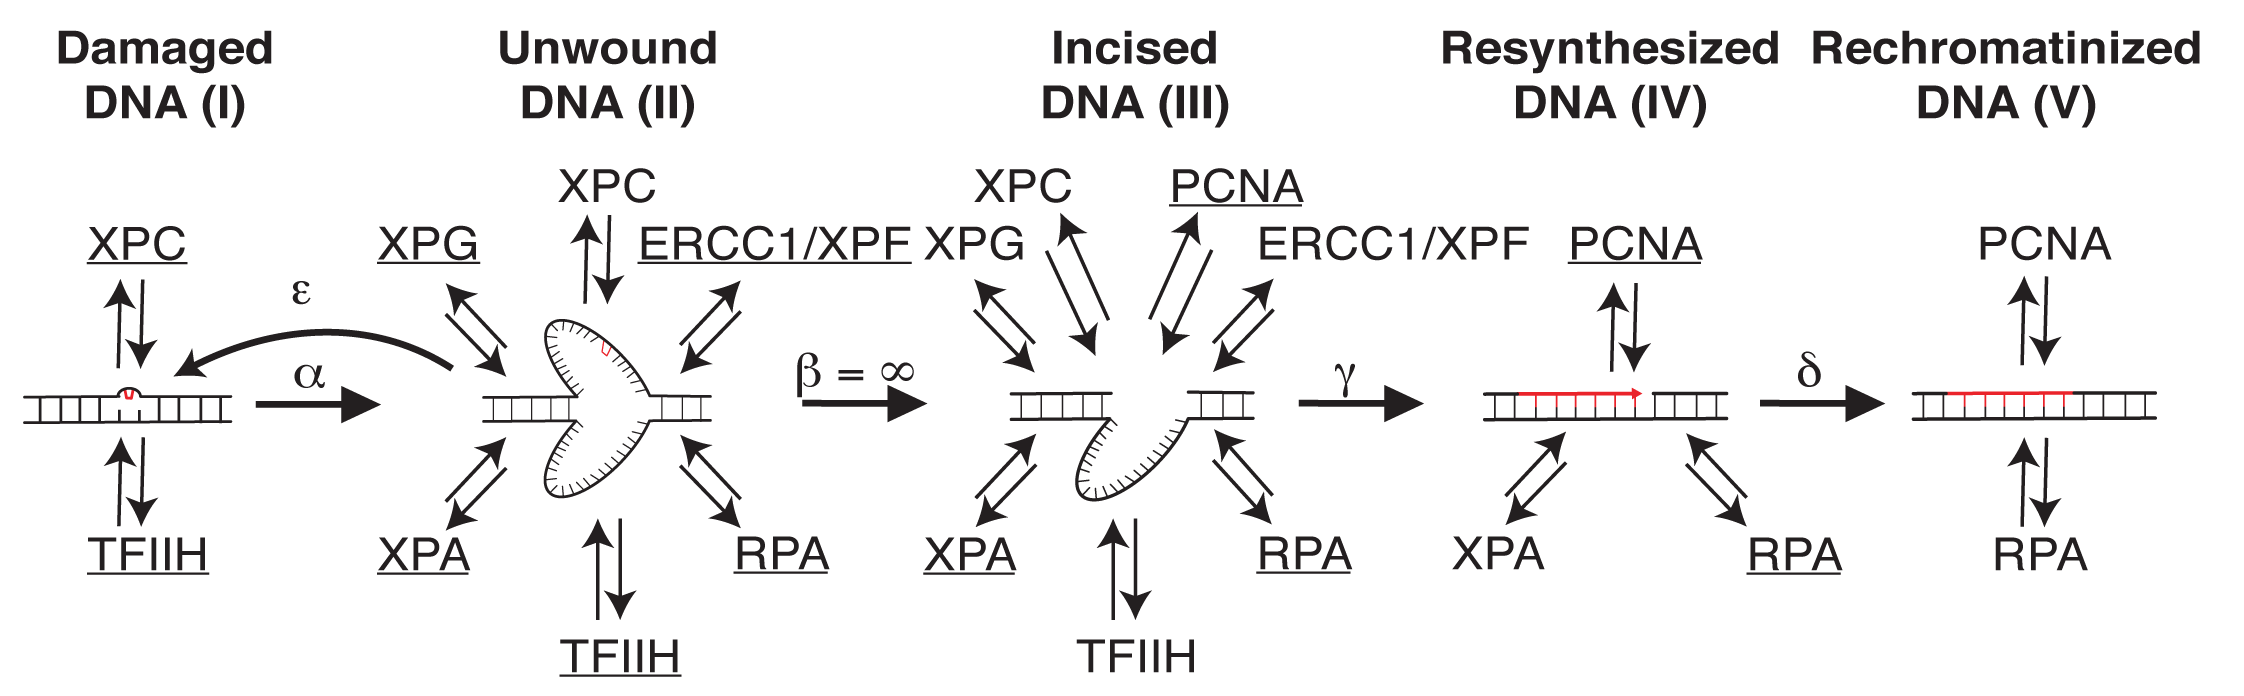 Damaged
DNA (I)
Unwound
DNA (II)
Incised
DNA (III)
Resynthesized
DNA (IV)
Rechromatinized
DNA (V)
XPC
ε
α
TFIIH
XPC
XPG
ERCC1/XPF
XPA
RPA
TFIIH
β = ∞
XPC
PCNA
XPG
ERCC1/XPF
XPA
RPA
TFIIH
γ
PCNA
XPA
RPA
δ
PCNA
RPA